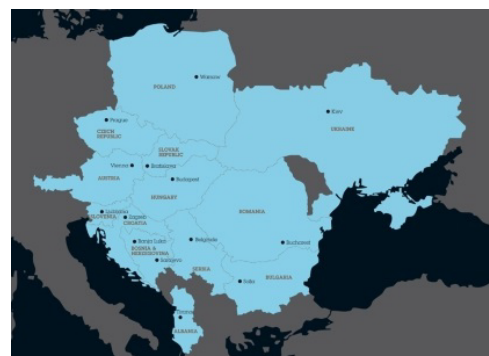 Warsaw
POLAND
Kiev
UKRAINE
Prague
CZECH
REPUBLIC
SLOVAK
REPUBLIC
Vienna
Bratislava
AUSTRIA
Budapest
HUNGARY
Ljubljana
SLOVENIA
Zagreb
CROATIA
ROMANIA
Banja Luka
BOSNIA &
HERZEGOVINA
Belgrade
Bucharest
Sarajevo
SERBIA
Sofia
BULGARIA
Tirana
ALBANIA